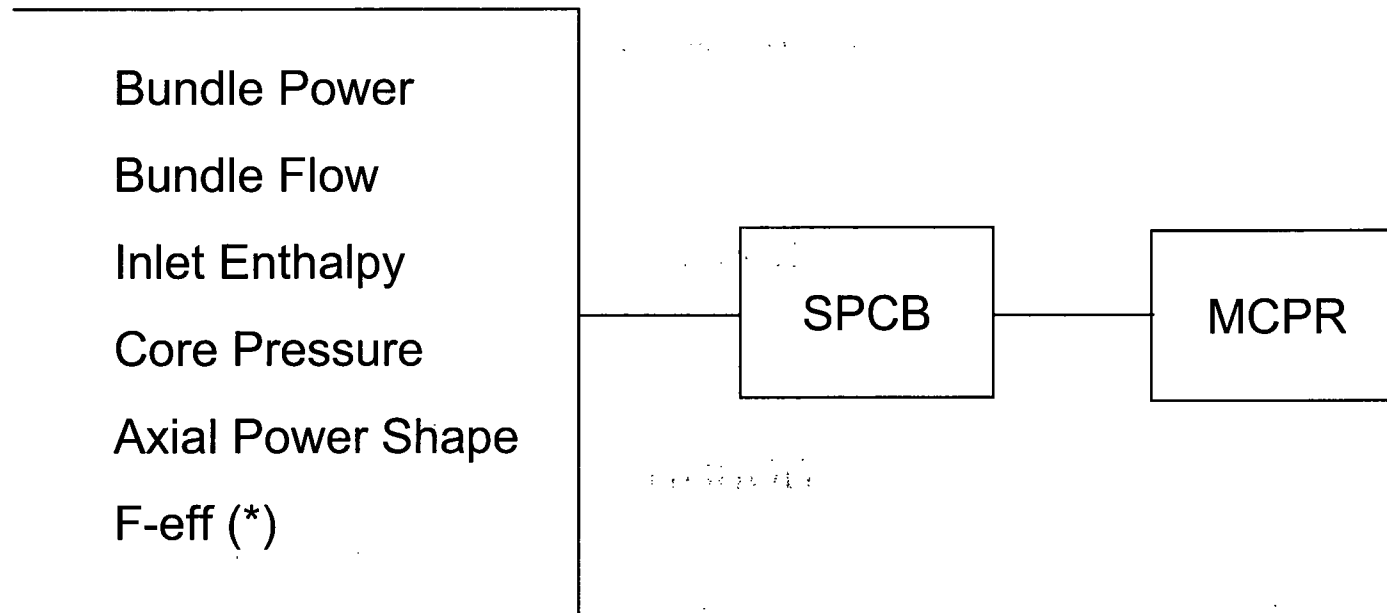 Bundle Power
Bundle Flow
Inlet Enthalpy
Core Pressure
Axial Power Shape
F-eff (*)
SPCB
MCPR